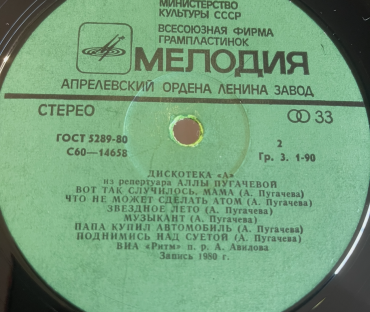 МИНИСТЕРСТВО
КУЛЬТУРЫ СССР
ВСЕСОЮЗНАЯ ФИРМА
ГРАМПЛАСТИНОК
МЕЛОДИЯ
АПРЕЛЕВСКИЙ ОРДЕНА ЛЕНИНА ЗАВОД
СТЕРЕО
33
ГОСТ 5289-80
С60—14658
2
Гр. 3. 1-90
ДИСКОТЕКА «А»
из репертуара АЛЛЫ ПУГАЧЕВОЙ
ВОТ ТАК СЛУЧИЛОСЬ, МАМА (А. Пугачева)
ЧТО НЕ МОЖЕТ СДЕЛАТЬ АТОМ (А. Пугачева)
ЗВЕЗДНОЕ ЛЕТО (А. Пугачева)
МУЗЫКАНТ (А. Пугачева)
ПАПА КУПИЛ АВТОМОБИЛЬ (А. Пугачева)
ПОДНИМИСЬ НАД СУЕТОЙ (А. Пугачева)
ВИА «Ритм» п. р. А. Авилова
Запись 1980 г.